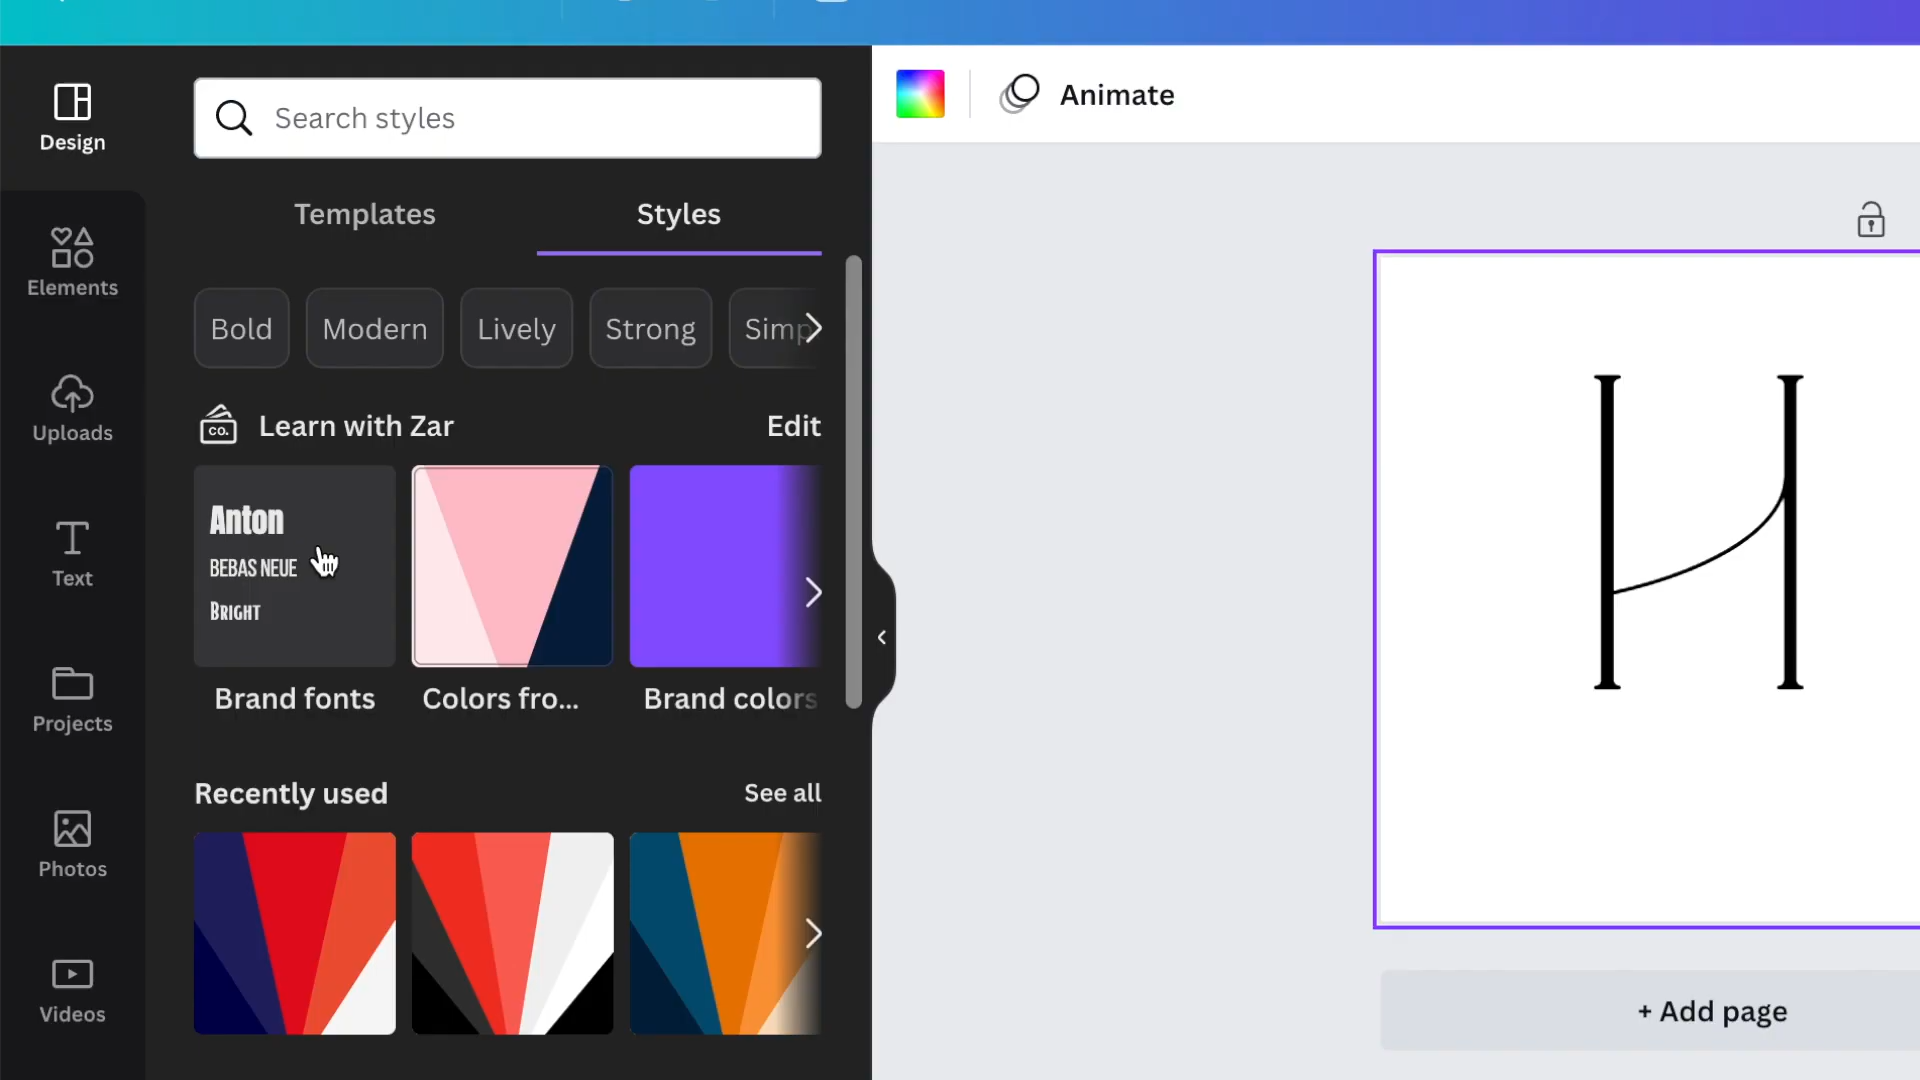 Design
Elements
Uploads
Text
Projects
Photos
Videos
Search styles
Templates Styles
Bold Modern Lively Strong Simp
CO. Learn with Zar Edit
Anton
BEBAS NEUE
BRIGHT
Brand fonts Colors fro... Brand colors
Recently used See all
Animate
H
+ Add page